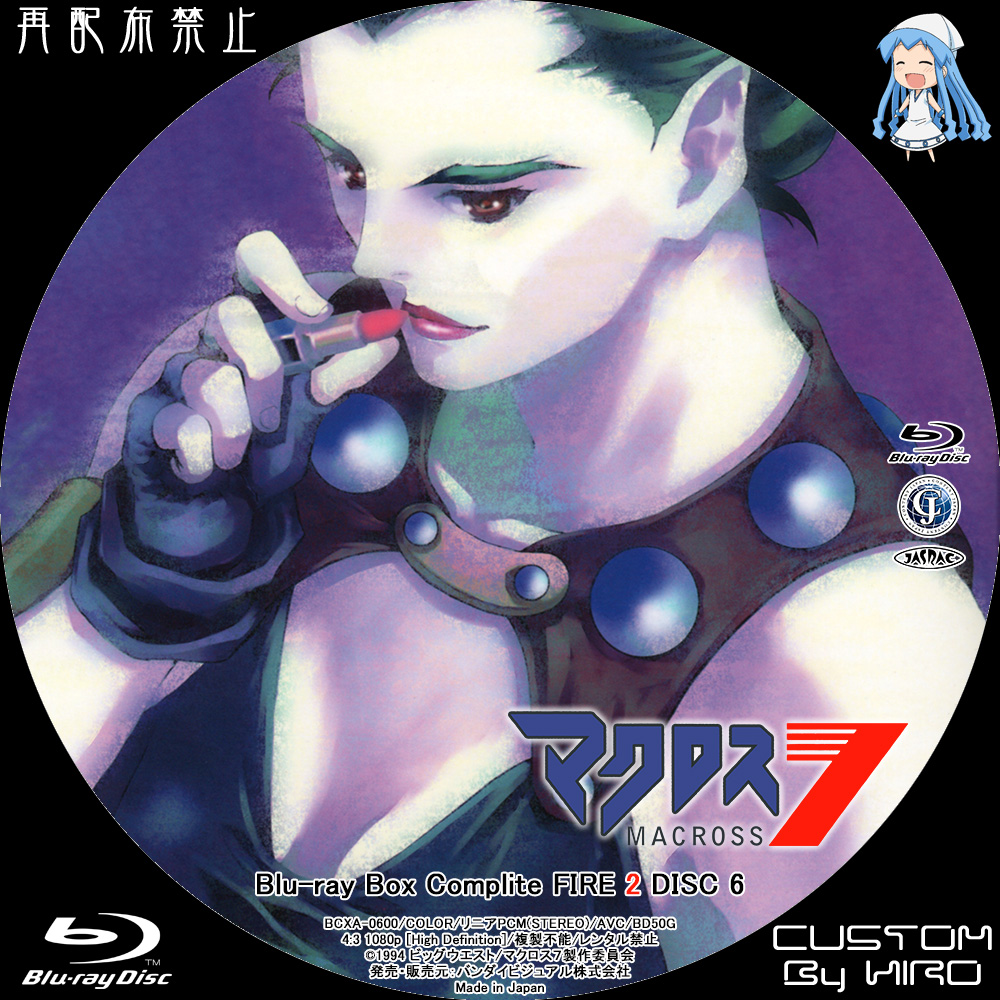 再配布禁止
Blu-ray Disc
JASRAC
マクロス7
MACROSS
Blu-ray Box Complite FIRE 2 DISC 6
BCXA-0600/COLOR/リニアPCM(STEREO)/AVC/BD50G
4:3 1080p [High Definition]/複製不能/レンタル禁止
©1994 ビッグウエスト/マクロス7製作委員会
発売・販売元:バンダイビジュアル株式会社
Made in Japan
Blu-ray Disc
TM
CUSTOM
By HIRO